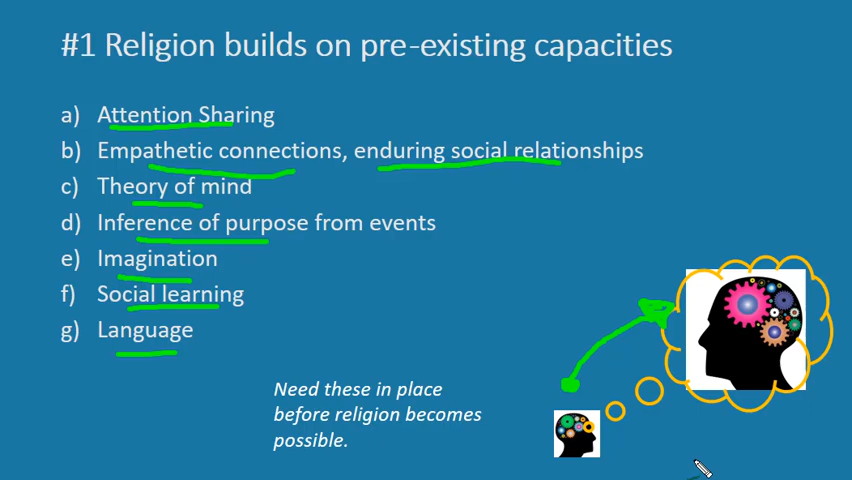 #1 Religion builds on pre-existing capacities
a) Attention Sharing
b) Empathetic connections, enduring social relationships
c) Theory of mind
d) Inference of purpose from events
e) Imagination
f) Social learning
g) Language
Need these in place
before religion becomes
possible.